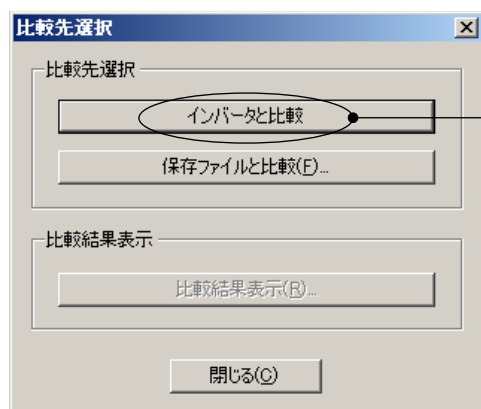 比較先選択
比較先選択
インバータと比較
保存ファイルと比較(F)...
比較結果表示
比較結果表示(R)...
閉じる(C)